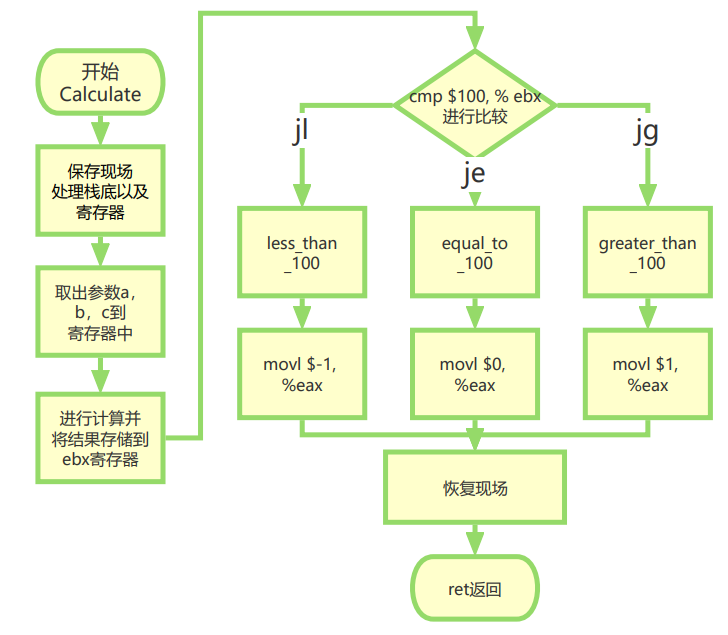 开始
Calculate
保存现场
处理栈底以及
寄存器
取出参数a，
b，c到
寄存器中
进行计算并
将结果存储到
ebx寄存器
cmp $100, % ebx
进行比较
jl
je
jg
less_than
_100
equal_to
_100
greater_than
_100
movl $-1,
%eax
movl $0,
%eax
movl $1,
%eax
恢复现场
ret返回